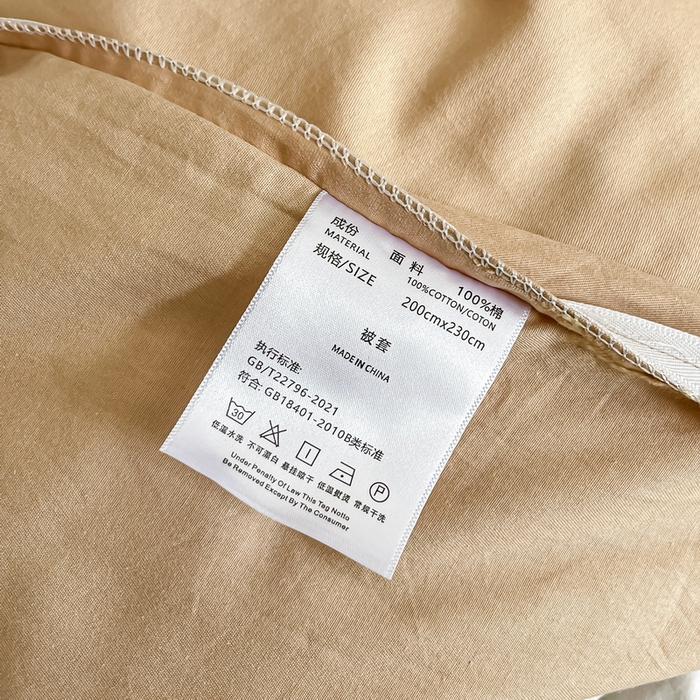 成份 面料 100%棉
MATERIAL 100%COTTON/COTON
规格/SIZE 200cmx230cm
被套
MADE IN CHINA
执行标准:
GB/T22796-2021
符合: GB18401-2010B类标准
30 P
低温水洗 不可漂白 悬挂晾干 低温熨烫 常规干洗
Under Penalty Of Law This Tag Notto
Be Removed Except By The Consumer